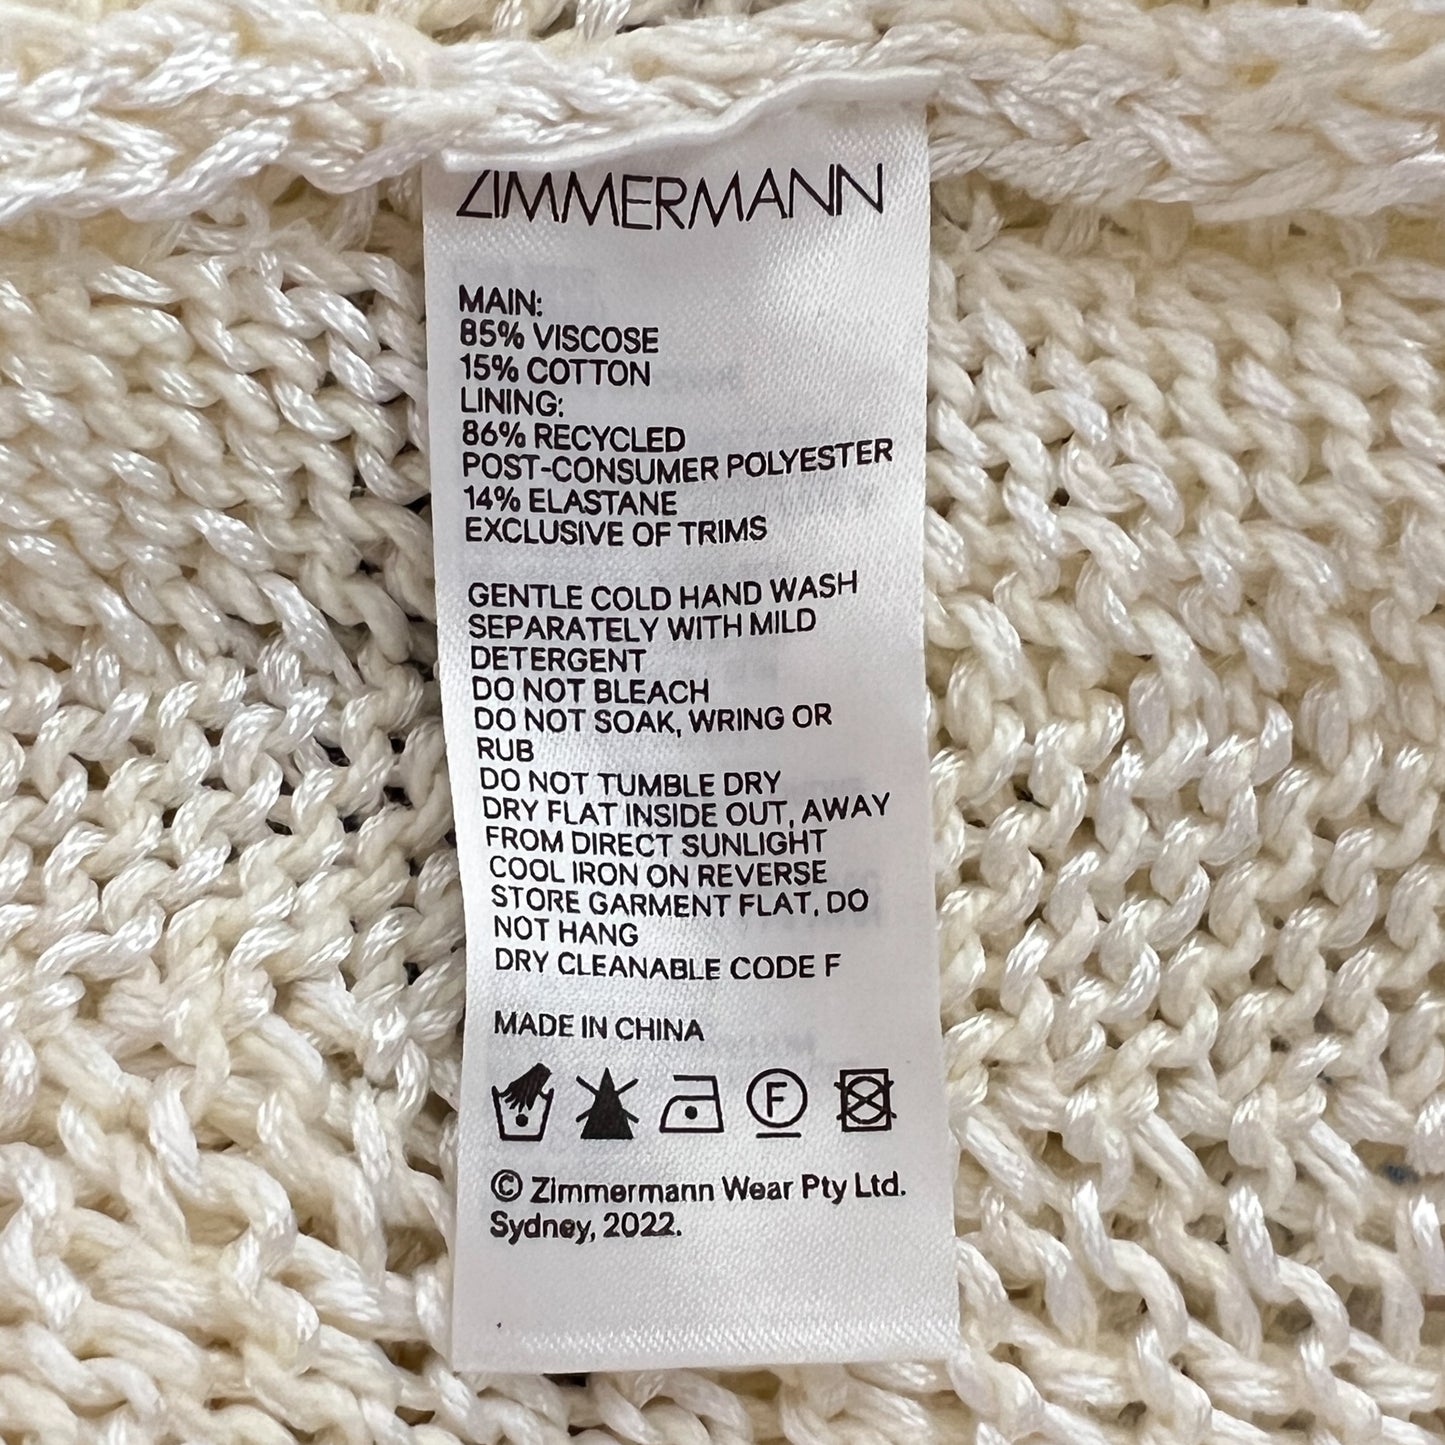 ZIMMERMANN
MAIN:
85% VISCOSE
15% COTTON
LINING:
86% RECYCLED
POST-CONSUMER POLYESTER
14% ELASTANE
EXCLUSIVE OF TRIMS
GENTLE COLD HAND WASH
SEPARATELY WITH MILD
DETERGENT
DO NOT BLEACH
DO NOT SOAK, WRING OR
RUB
DO NOT TUMBLE DRY
DRY FLAT INSIDE OUT, AWAY
FROM DIRECT SUNLIGHT
COOL IRON ON REVERSE
STORE GARMENT FLAT, DO
NOT HANG
DRY CLEANABLE CODE F
MADE IN CHINA
F
© Zimmermann Wear Pty Ltd.
Sydney, 2022.